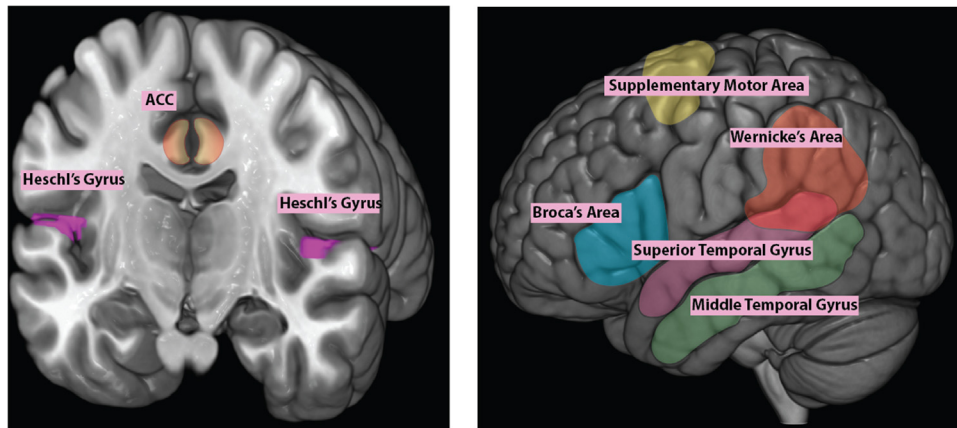 ACC
Heschl's Gyrus
Heschl's Gyrus
Supplementary Motor Area
Wernicke's Area
Broca's Area
Superior Temporal Gyrus
Middle Temporal Gyrus